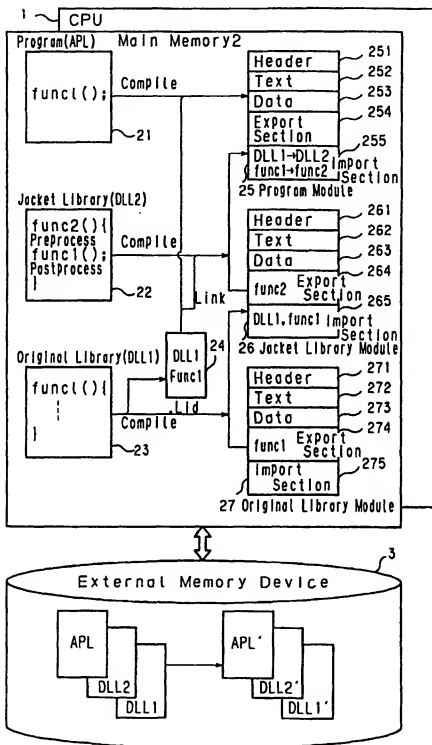 1
CPU
Program(APL)
Main Memory2
func1();
21
Compile
Header
251
Text
252
Data
253
Export
Section
254
255
DLL1→DLL2
func1→func2
Import
Section
25 Program Module
Jacket Library(DLL2)
func2(){
Preprocess
func1();
Postprocess
}
22
Compile
Link
Header
261
Text
262
Data
263
264
func2
Export
Section
265
DLL1,func1
Import
Section
26 Jacket Library Module
Original Library(DLL1)
func1(){
}
23
DLL1
Func1
24
.Lid
Compile
Header
271
Text
272
Data
273
274
func1
Export
Section
Import
Section
275
27 Original Library Module
3
External Memory Device
APL
DLL2
DLL1
APL'
DLL2'
DLL1'